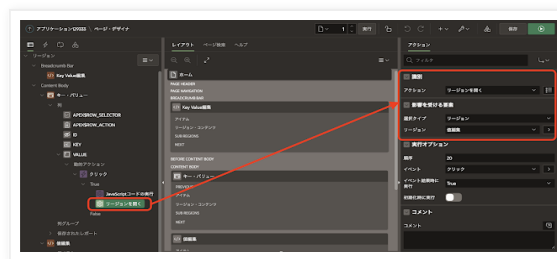 アプリケーション129333 \ ページ・デザイナ
1
実行
保存
リージョン
Breadcrumb Bar
Key Value編集
Content Body
キー・バリュー
列
APEX$ROW_SELECTOR
APEX$ROW_ACTION
ID
KEY
VALUE
動的アクション
クリック
True
JavaScriptコードの実行
リージョンを開く
False
列グループ
保存されたレポート
値編集
レイアウト ページ検索 ヘルプ
ホーム
PAGE HEADER
PAGE NAVIGATION
BREADCRUMB BAR
Key Value編集
アイテム
リージョン・コンテンツ
SUB REGIONS
NEXT
BEFORE CONTENT BODY
CONTENT BODY
キー・バリュー
PREVIOUS
アイテム
リージョン・コンテンツ
SUB REGIONS
NEXT
値編集
アクション
フィルタ
識別
アクション リージョンを開く
影響を受ける要素
選択タイプ リージョン
リージョン 値編集
実行オプション
順序 20
イベント クリック
イベント結果時に実行 True
初期化時に実行
コメント
コメント